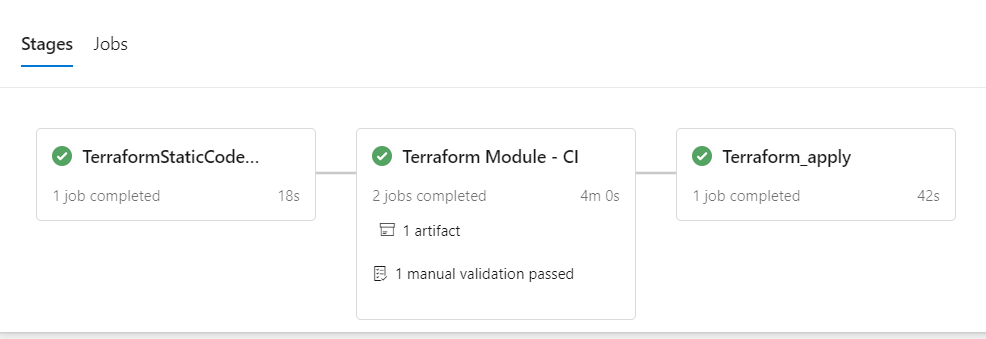 Stages Jobs
TerraformStaticCode...
1 job completed 18s
Terraform Module - CI
2 jobs completed 4m 0s
1 artifact
1 manual validation passed
Terraform_apply
1 job completed 42s